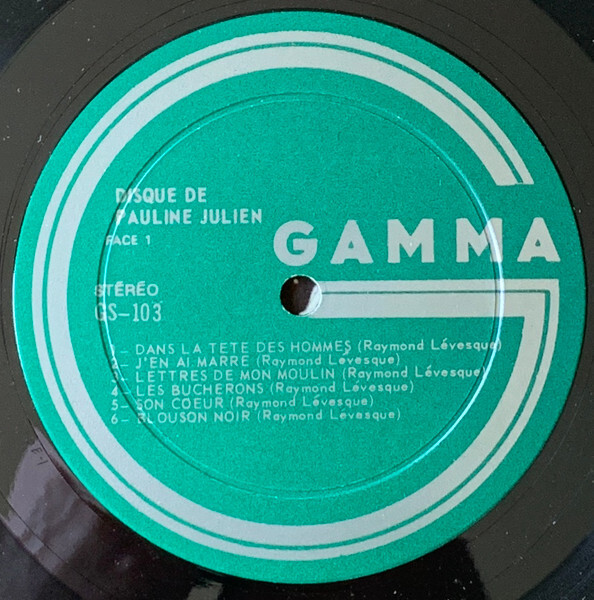 DISQUE DE
PAULINE JULIEN
FACE 1
GAMMA
STÉRÉO
GS-103
1- DANS LA TETE DES HOMMES (Raymond Lévesque)
2- J'EN AI MARRE (Raymond Lévesque)
3- LETTRES DE MON MOULIN (Raymond Lévesque)
4- LES BUCHERONS (Raymond Lévesque)
5- SON COEUR (Raymond Lévesque)
6- BLOUSON NOIR (Raymond Lévesque)